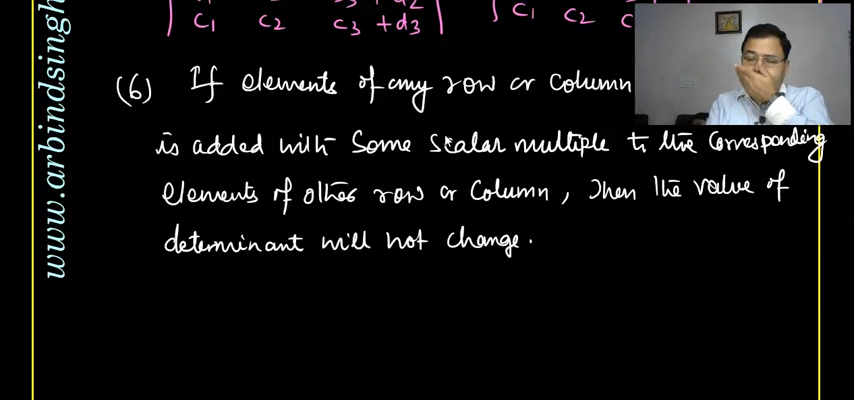 c₁ c₂ c₃ + d₃ c₁ c₂
(6) If elements of any row or column
is added with some scalar multiple to the corresponding
elements of other row or column, then the value of
determinant will not change.
www.arbindsingh